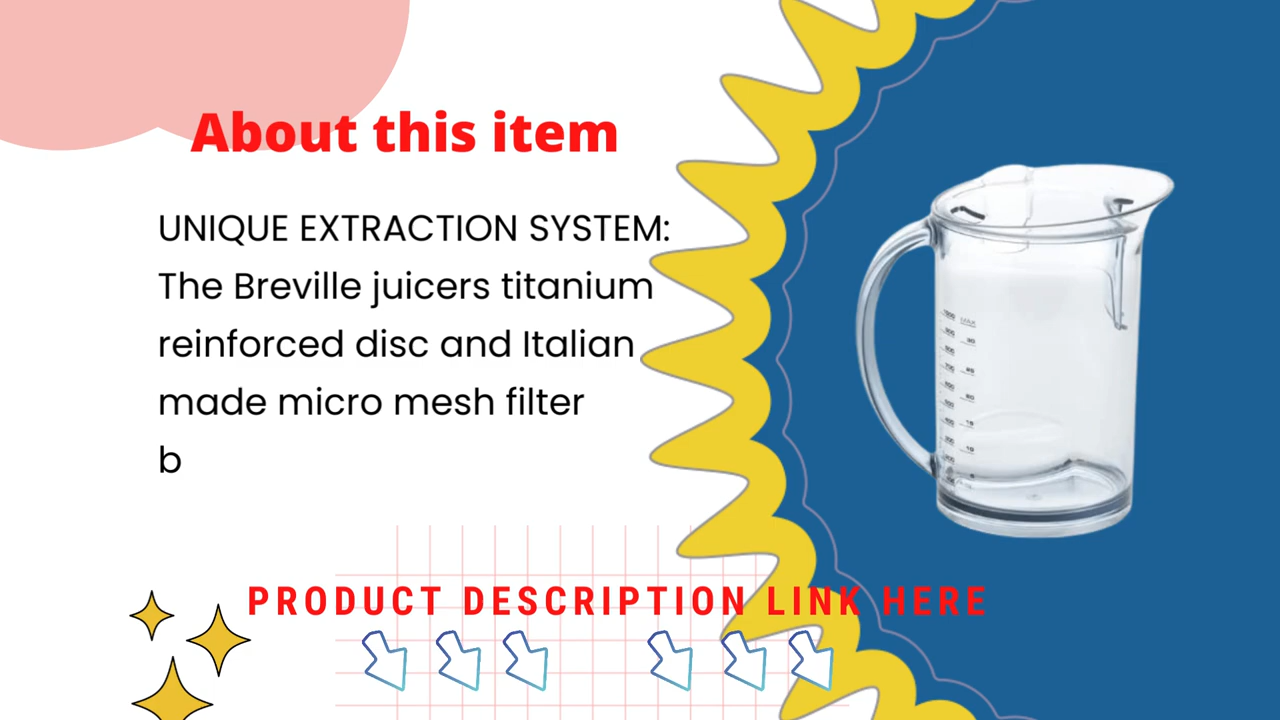 About this item
UNIQUE EXTRACTION SYSTEM:
The Breville juicers titanium
reinforced disc and Italian
made micro mesh filter
b
PRODUCT DESCRIPTION LINK HERE
MAX